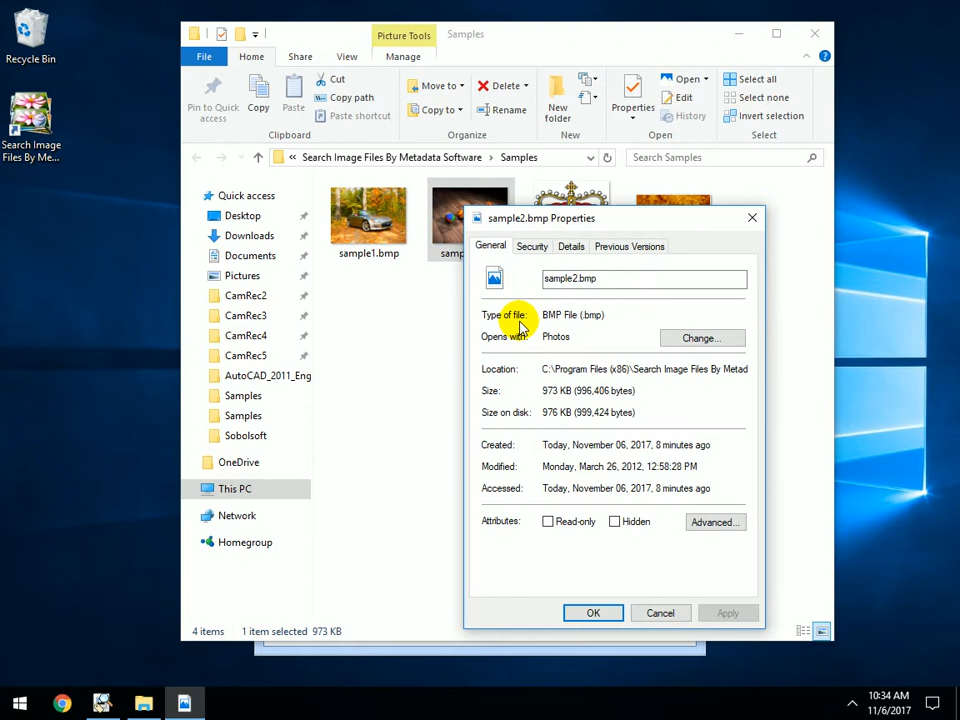 Recycle Bin
Search Image
Files By Me...
Picture Tools
Samples
File
Home
Share
View
Manage
Pin to Quick
access
Copy
Paste
Cut
Copy path
Paste shortcut
Clipboard
Move to
Copy to
Delete
Rename
Organize
New
folder
New
Properties
Open
Edit
History
Open
Select all
Select none
Invert selection
Select
« Search Image Files By Metadata Software > Samples
Search Samples
Quick access
Desktop
Downloads
Documents
Pictures
CamRec2
CamRec3
CamRec4
CamRec5
AutoCAD_2011_Eng
Samples
Samples
Sobolsoft
OneDrive
This PC
Network
Homegroup
sample1.bmp
samp
sample2.bmp Properties
General
Security
Details
Previous Versions
sample2.bmp
Type of file: BMP File (.bmp)
Opens with: Photos
Change...
Location: C:\Program Files (x86)\Search Image Files By Metad
Size: 973 KB (996,406 bytes)
Size on disk: 976 KB (999,424 bytes)
Created: Today, November 06, 2017, 8 minutes ago
Modified: Monday, March 26, 2012, 12:58:28 PM
Accessed: Today, November 06, 2017, 8 minutes ago
Attributes: Read-only Hidden
Advanced...
OK
Cancel
Apply
4 items 1 item selected 973 KB
10:34 AM
11/6/2017